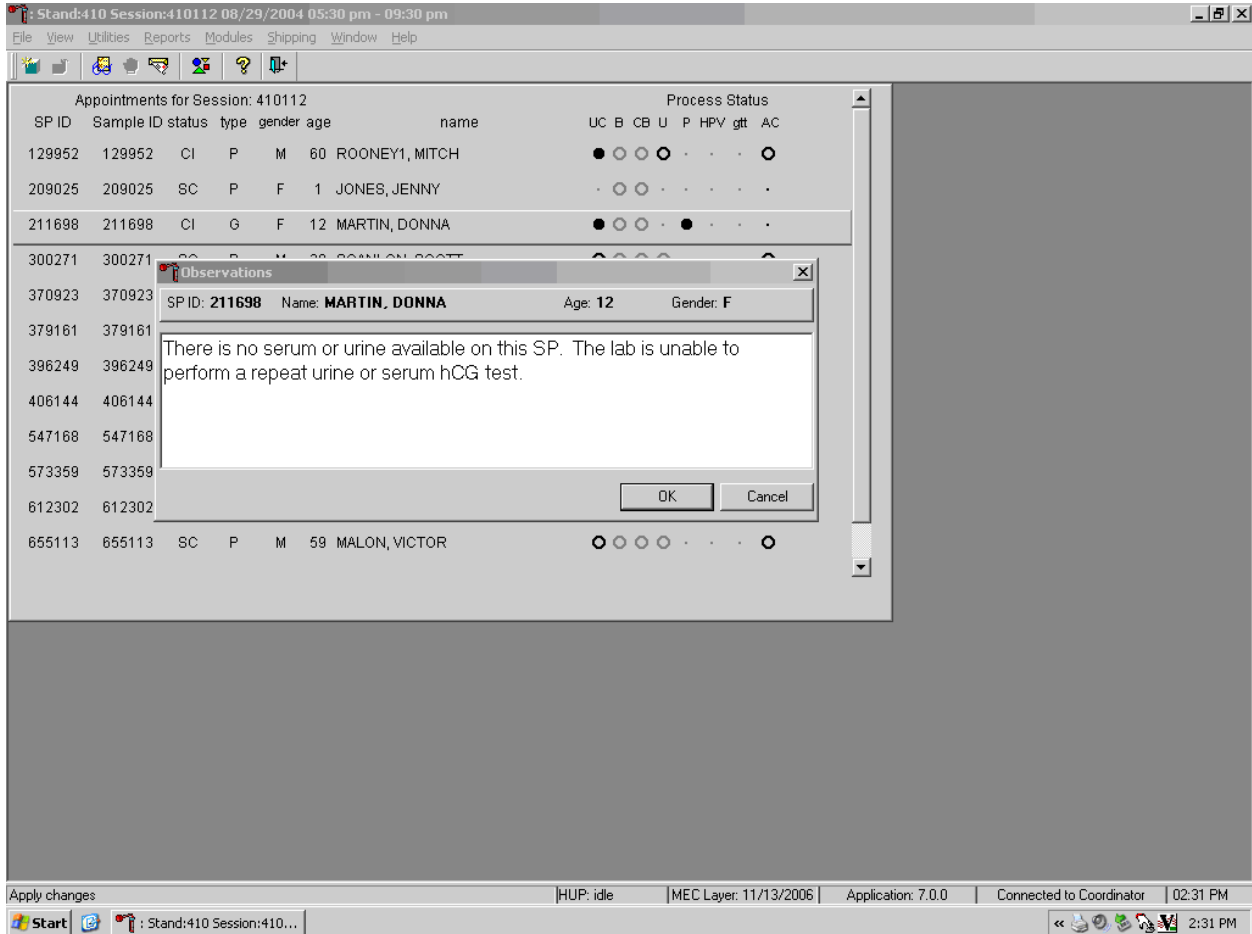 : Stand:410 Session:410112 08/29/2004 05:30 pm - 09:30 pm
File View Utilities Reports Modules Shipping Window Help
Appointments for Session: 410112 Process Status
SP ID Sample ID status type gender age name UC B CB U P HPV gtt AC
129952 129952 CI P M 60 ROONEY1, MITCH
209025 209025 SC P F 1 JONES, JENNY
211698 211698 CI G F 12 MARTIN, DONNA
300271 300271
Observations
370923 370923 SP ID: 211698 Name: MARTIN, DONNA Age: 12 Gender: F
379161 379161
There is no serum or urine available on this SP. The lab is unable to
396249 396249 perform a repeat urine or serum hCG test.
406144 406144
547168 547168
573359 573359
612302 612302 OK Cancel
655113 655113 SC P M 59 MALON, VICTOR
Apply changes HUP: idle MEC Layer: 11/13/2006 Application: 7.0.0 Connected to Coordinator 02:31 PM
Start : Stand:410 Session:410... « 2:31 PM